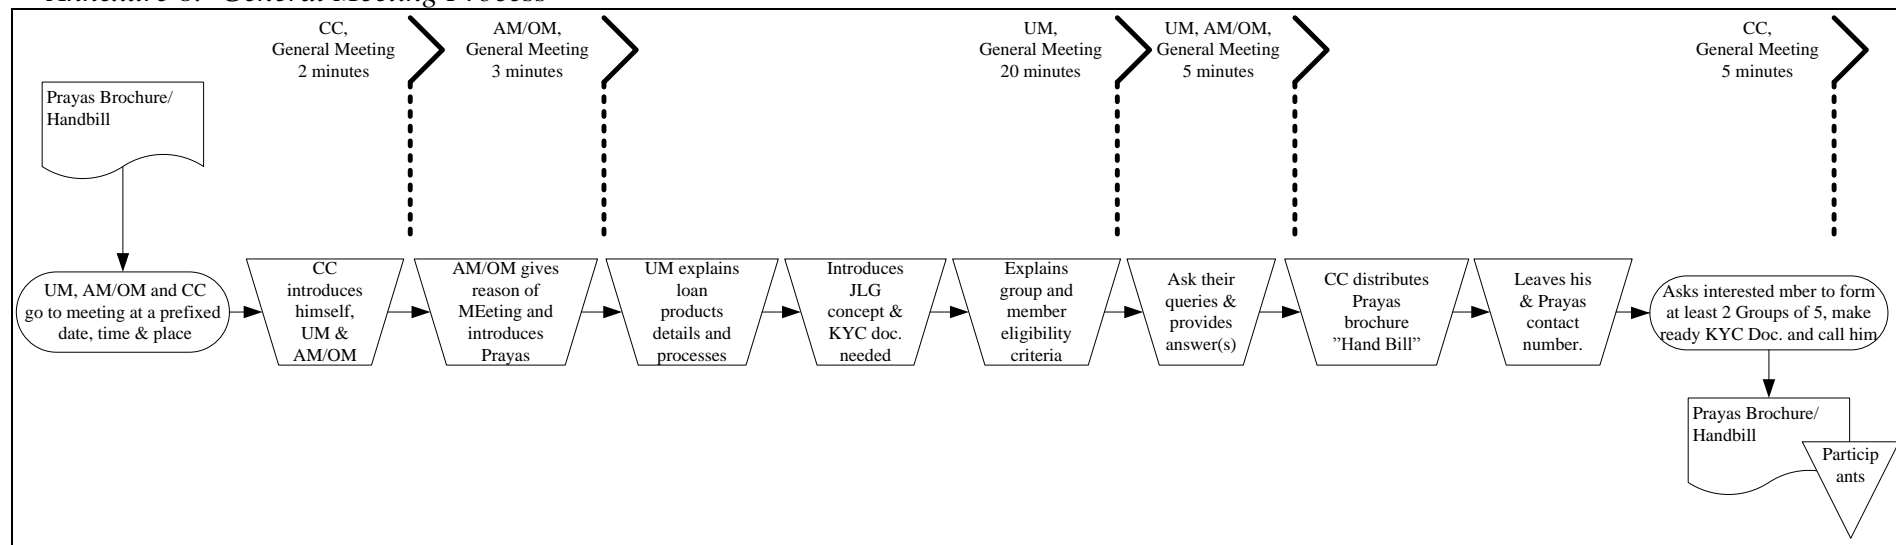 Annexure 6: General Meeting Process
CC,
General Meeting
2 minutes
AM/OM,
General Meeting
3 minutes
UM,
General Meeting
20 minutes
UM, AM/OM,
General Meeting
5 minutes
CC,
General Meeting
5 minutes
Prayas Brochure/
Handbill
UM, AM/OM and CC
go to meeting at a prefixed
date, time & place
CC
introduces
himself,
UM &
AM/OM
AM/OM gives
reason of
MEeting and
introduces
Prayas
UM explains
loan
products
details and
processes
Introduces
JLG
concept &
KYC doc.
needed
Explains
group and
member
eligibility
criteria
Ask their
queries &
provides
answer(s)
CC distributes
Prayas
brochure
”Hand Bill”
Leaves his
& Prayas
contact
number.
Asks interested mber to form
at least 2 Groups of 5, make
ready KYC Doc. and call him
Prayas Brochure/
Handbill
Particip
ants